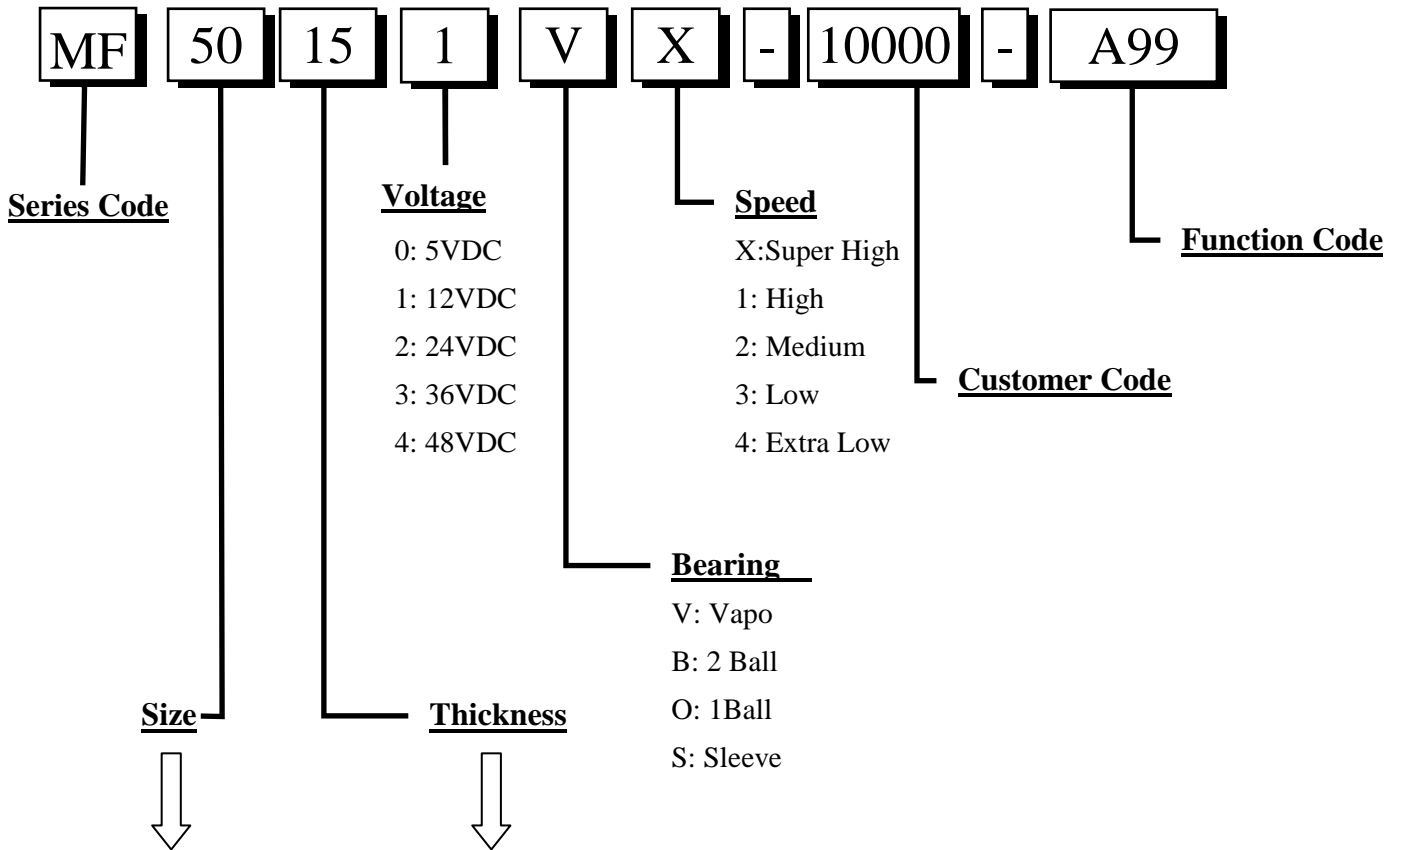 MF 50 15 1 V X - 10000 - A99
Series Code
Voltage
0: 5VDC
1: 12VDC
2: 24VDC
3: 36VDC
4: 48VDC
Speed
X:Super High
1: High
2: Medium
3: Low
4: Extra Low
Function Code
Customer Code
Bearing
V: Vapo
B: 2 Ball
O: 1Ball
S: Sleeve
Size
Thickness